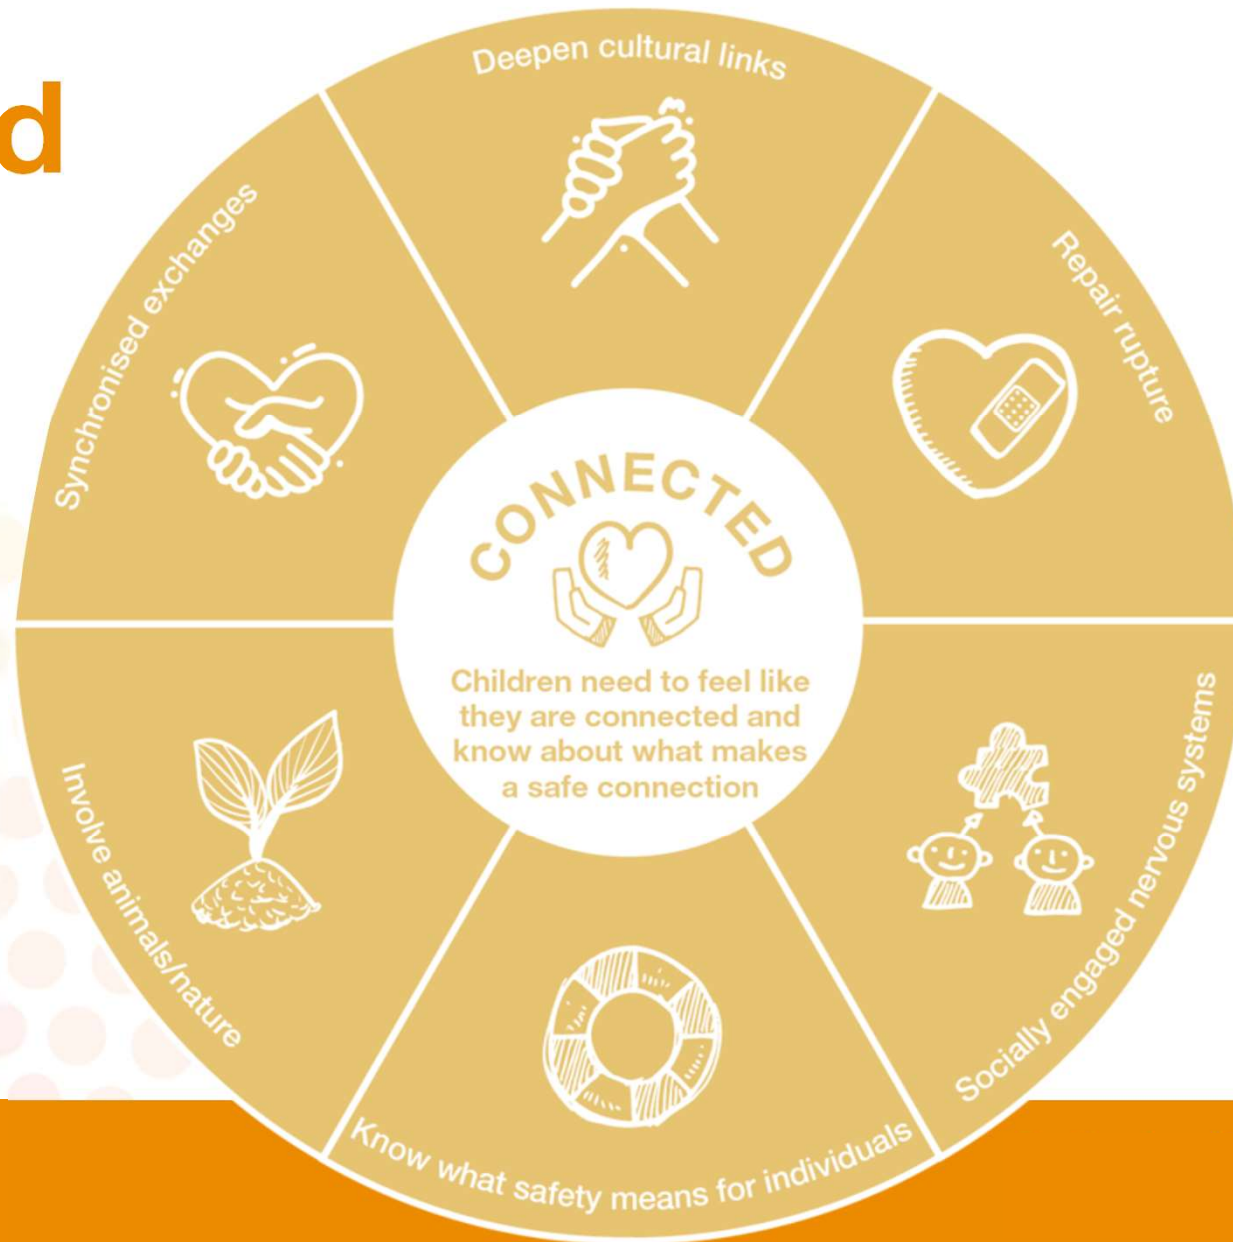 d
Deepen cultural links
Repair rupture
Socially engaged nervous systems
Know what safety means for individuals
Involve animals/nature
Synchronised exchanges
CONNECTED
Children need to feel like
they are connected and
know about what makes
a safe connection